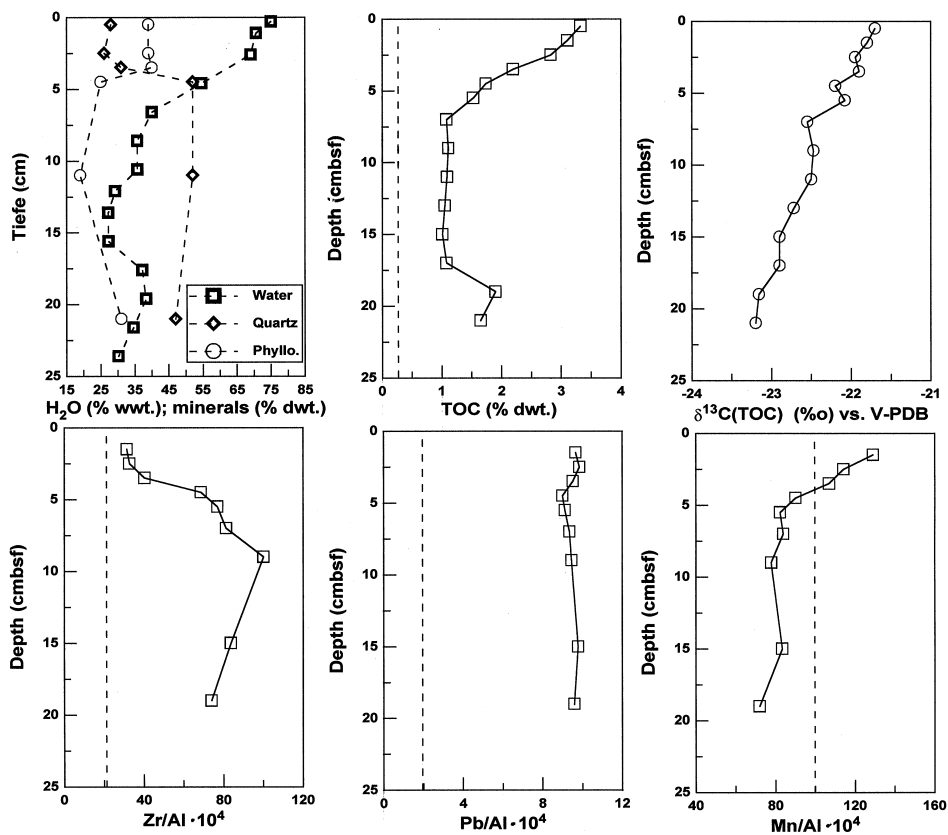 0
5
10
15
20
25
Tiefe (cm)
Water
Quartz
Phyllo.
15 25 35 45 55 65 75 85
H₂O (% wwt.); minerals (% dwt.)
0
5
10
15
20
25
Depth (cmbsf)
0 1 2 3 4
TOC (% dwt.)
0
5
10
15
20
25
Depth (cmbsf)
-24 -23 -22 -21
δ¹³C(TOC) (%o) vs. V-PDB
0
5
10
15
20
25
Depth (cmbsf)
0 40 80 120
Zr/Al ·10⁴
0
5
10
15
20
25
Depth (cmbsf)
0 4 8 12
Pb/Al ·10⁴
0
5
10
15
20
25
Depth (cmbsf)
40 80 120 160
Mn/Al ·10⁴